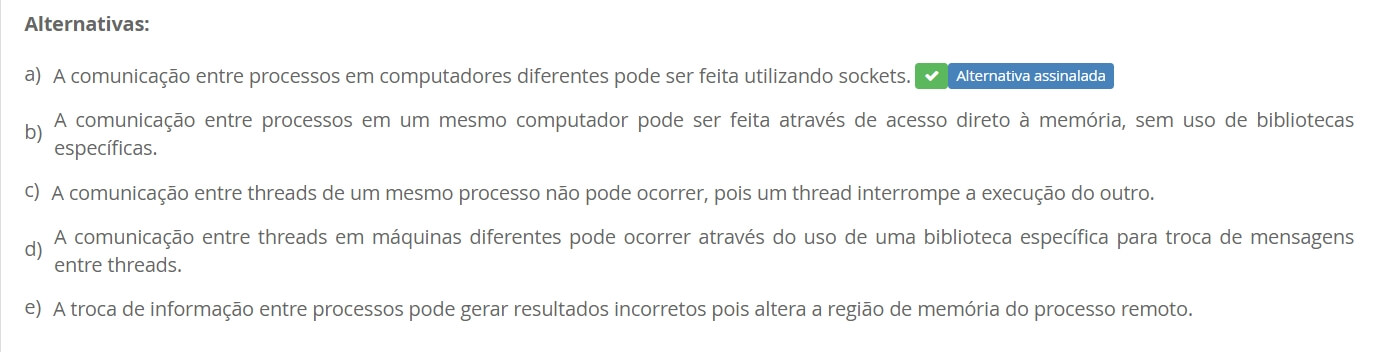 Alternativas:
a) A comunicação entre processos em computadores diferentes pode ser feita utilizando sockets. Alternativa assinalada
b) A comunicação entre processos em um mesmo computador pode ser feita através de acesso direto à memória, sem uso de bibliotecas
específicas.
c) A comunicação entre threads de um mesmo processo não pode ocorrer, pois um thread interrompe a execução do outro.
d) A comunicação entre threads em máquinas diferentes pode ocorrer através do uso de uma biblioteca específica para troca de mensagens
entre threads.
e) A troca de informação entre processos pode gerar resultados incorretos pois altera a região de memória do processo remoto.